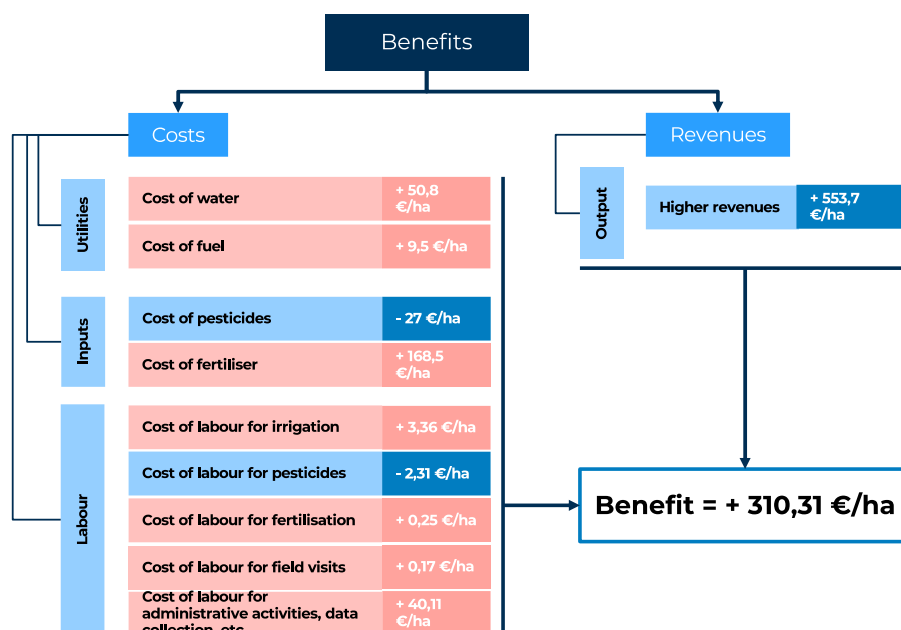 Benefits
Costs
Revenues
Utilities
Cost of water
+ 50,8
€/ha
Cost of fuel
+ 9,5 €/ha
Output
Higher revenues
+ 553,7
€/ha
Inputs
Cost of pesticides
- 27 €/ha
Cost of fertiliser
+ 168,5
€/ha
Labour
Cost of labour for irrigation
+ 3,36 €/ha
Cost of labour for pesticides
- 2,31 €/ha
Cost of labour for fertilisation
+ 0,25 €/ha
Cost of labour for field visits
+ 0,17 €/ha
Cost of labour for
administrative activities, data
collection, etc
+ 40,11
€/ha
Benefit = + 310,31 €/ha